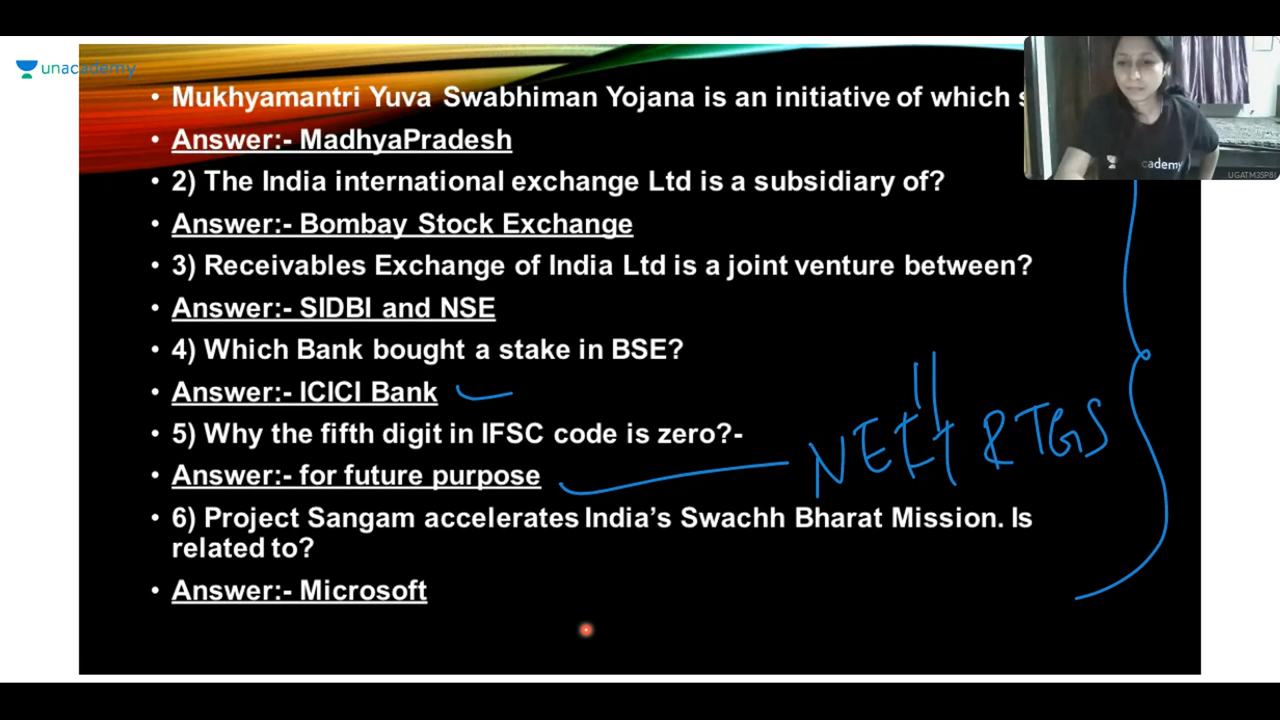 unacademy
• Mukhyamantri Yuva Swabhiman Yojana is an initiative of which
• Answer:- MadhyaPradesh
• 2) The India international exchange Ltd is a subsidiary of?
• Answer:- Bombay Stock Exchange
• 3) Receivables Exchange of India Ltd is a joint venture between?
• Answer:- SIDBI and NSE
• 4) Which Bank bought a stake in BSE?
• Answer:- ICICI Bank
• 5) Why the fifth digit in IFSC code is zero?-
• Answer:- for future purpose
NEFT RTGS
• 6) Project Sangam accelerates India’s Swachh Bharat Mission. Is
related to?
• Answer:- Microsoft
cademy
UGATM35P8I